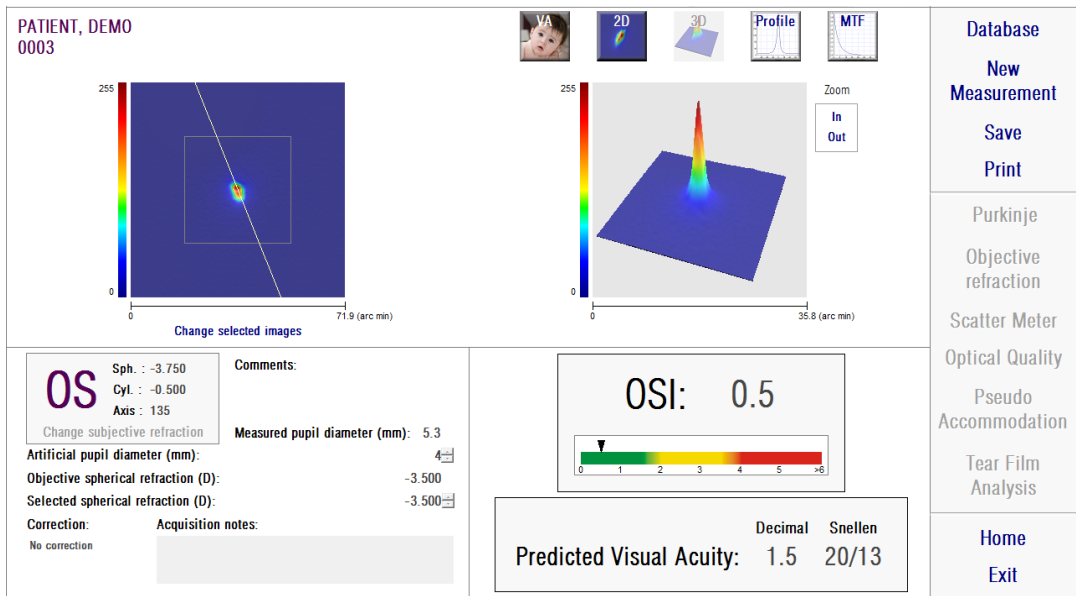 PATIENT, DEMO
0003
VA
2D
3D
Profile
MTF
255
0
0
71.9 (arc min)
Change selected images
255
0
0
35.8 (arc min)
Zoom
In
Out
OS
Sph. : -3.750
Cyl. : -0.500
Axis : 135
Change subjective refraction
Comments:
Measured pupil diameter (mm): 5.3
Artificial pupil diameter (mm): 4
Objective spherical refraction (D): -3.500
Selected spherical refraction (D): -3.500
Correction:
No correction
Acquisition notes:
OSI: 0.5
0 1 2 3 4 5 >6
Decimal Snellen
Predicted Visual Acuity: 1.5 20/13
Database
New
Measurement
Save
Print
Purkinje
Objective
refraction
Scatter Meter
Optical Quality
Pseudo
Accommodation
Tear Film
Analysis
Home
Exit